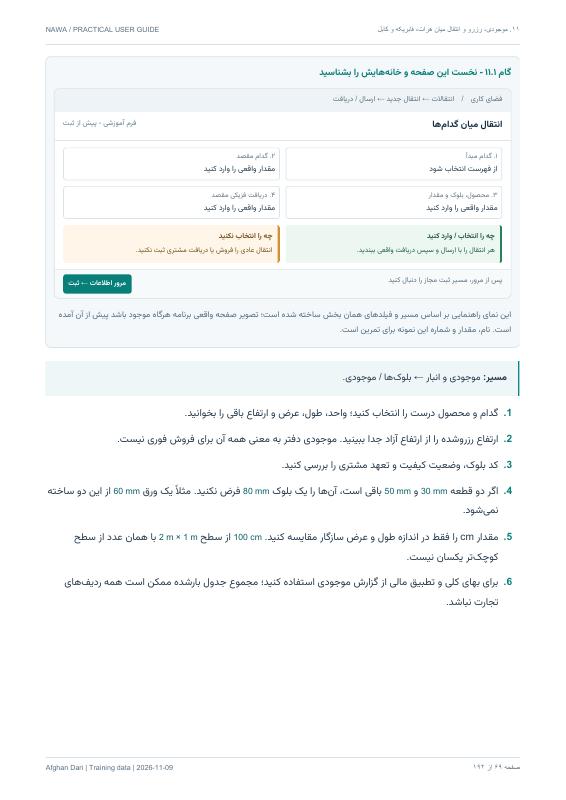 ۱۱. موجودی، رزرو و انتقال میان هرات، فابریکه و کابل
NAWA / PRACTICAL USER GUIDE
گام ۱۱.۱ - نخست این صفحه و خانه‌هایش را بشناسید
فضای کاری / انتقالات ← انتقال جدید ← ارسال / دریافت
انتقال میان گدام‌ها
فرم آموزشی - پیش از ثبت
۱. گدام مبدأ
از فهرست انتخاب شود
۲. گدام مقصد
مقدار واقعی را وارد کنید
۳. محصول، بلوک و مقدار
مقدار واقعی را وارد کنید
۴. دریافت فزیکی مقصد
مقدار واقعی را وارد کنید
چه را انتخاب / وارد کنید
هر انتقال را با ارسال و سپس دریافت واقعی ببندید.
چه را انتخاب نکنید
انتقال عادی را فروش یا دریافت مشتری ثبت نکنید.
پس از مرور، مسیر ثبت مجاز را دنبال کنید
مرور اطلاعات ← ثبت
این نمای راهنمایی بر اساس مسیر و فیلدهای همان بخش ساخته شده است؛ تصویر صفحه واقعی برنامه هرگاه موجود باشد پیش از آن آمده
است. نام، مقدار و شماره این نمونه برای تمرین است.
مسیر: موجودی و انبار ← بلوک‌ها / موجودی.
1. گدام و محصول درست را انتخاب کنید؛ واحد، طول، عرض و ارتفاع باقی را بخوانید.
2. ارتفاع رزروشده را از ارتفاع آزاد جدا ببینید. موجودی دفتر به معنی همه آن برای فروش فوری نیست.
3. کد بلوک، وضعیت کیفیت و تعهد مشتری را بررسی کنید.
4. اگر دو قطعه 30 mm و 50 mm باقی است، آن‌ها را یک بلوک 80 mm فرض نکنید. مثلاً یک ورق 60 mm از این دو ساخته
نمی‌شود.
5. مقدار cm را فقط در اندازه طول و عرض سازگار مقایسه کنید. 100 cm از سطح 2 m × 1 m با همان عدد از سطح
کوچک‌تر یکسان نیست.
6. برای بهای کلی و تطبیق مالی از گزارش موجودی استفاده کنید؛ مجموع جدول بارشده ممکن است همه ردیف‌های
تجارت نباشد.
صفحه ۶۹ از ۱۹۲
Afghan Dari | Training data | 2026-11-09